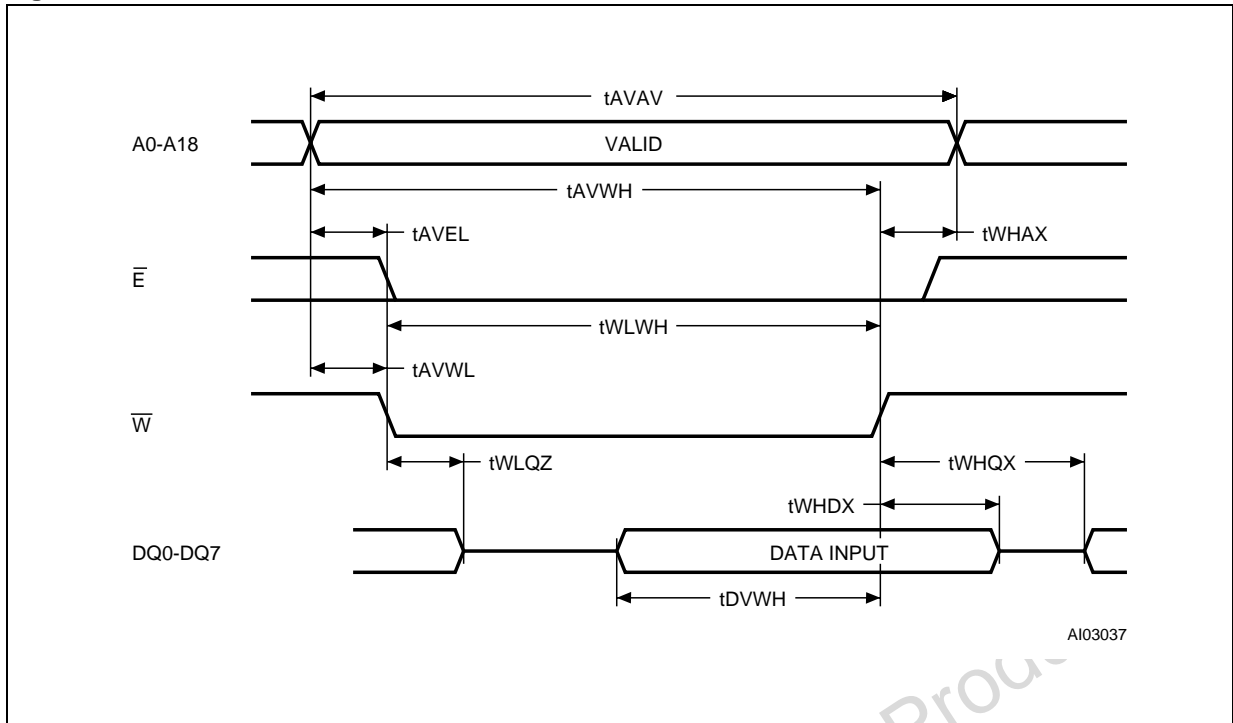 tAVAV
A0-A18
VALID
tAVWH
tAVEL
tWHAX
E
tWLWH
tAVWL
W
tWLQZ
tWHQX
tWHDX
DQ0-DQ7
DATA INPUT
tDVWH
AI03037